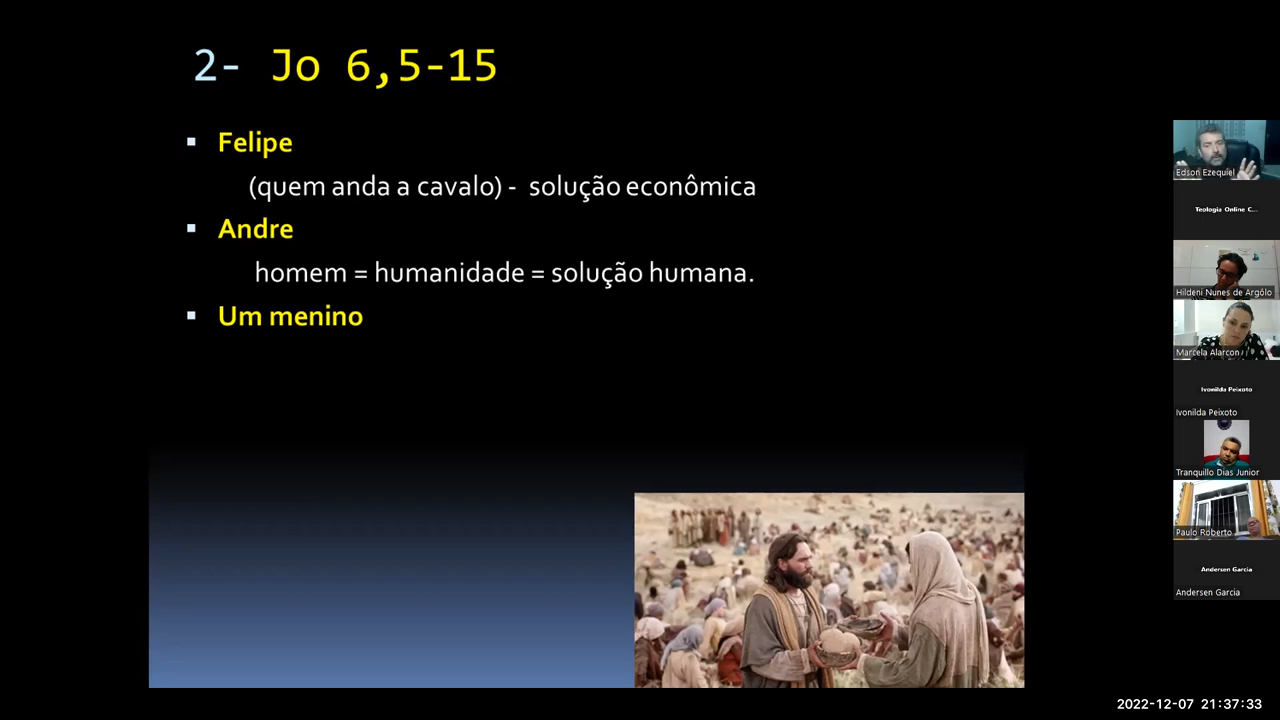 2- Jo 6,5-15
▪ Felipe
(quem anda a cavalo) - solução econômica
▪ Andre
homem = humanidade = solução humana.
▪ Um menino
Edson Ezequiel
Teologia Online C...
Hildeni Nunes de Argôlo
Marcela Alarcon
Ivonilda Peixoto
Ivonilda Peixoto
Tranquillo Dias Junior
Paulo Roberto
Andersen Garcia
Andersen Garcia
2022-12-07 21:37:33